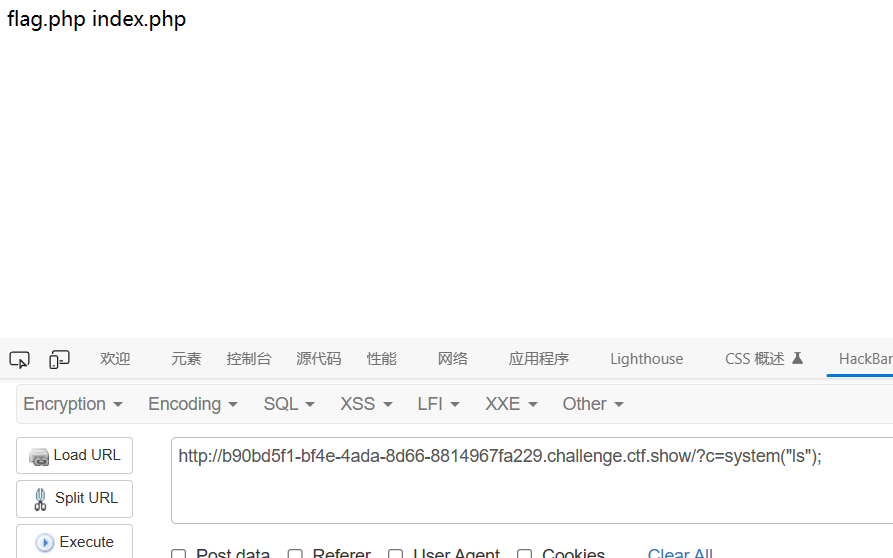 flag.php index.php
欢迎 元素 控制台 源代码 性能 网络 应用程序 Lighthouse CSS 概述 HackBar
Encryption Encoding SQL XSS LFI XXE Other
Load URL http://b90bd5f1-bf4e-4ada-8d66-8814967fa229.challenge.ctf.show/?c=system("ls");
Split URL
Execute
Post data Referer User Agent Cookies Clear All